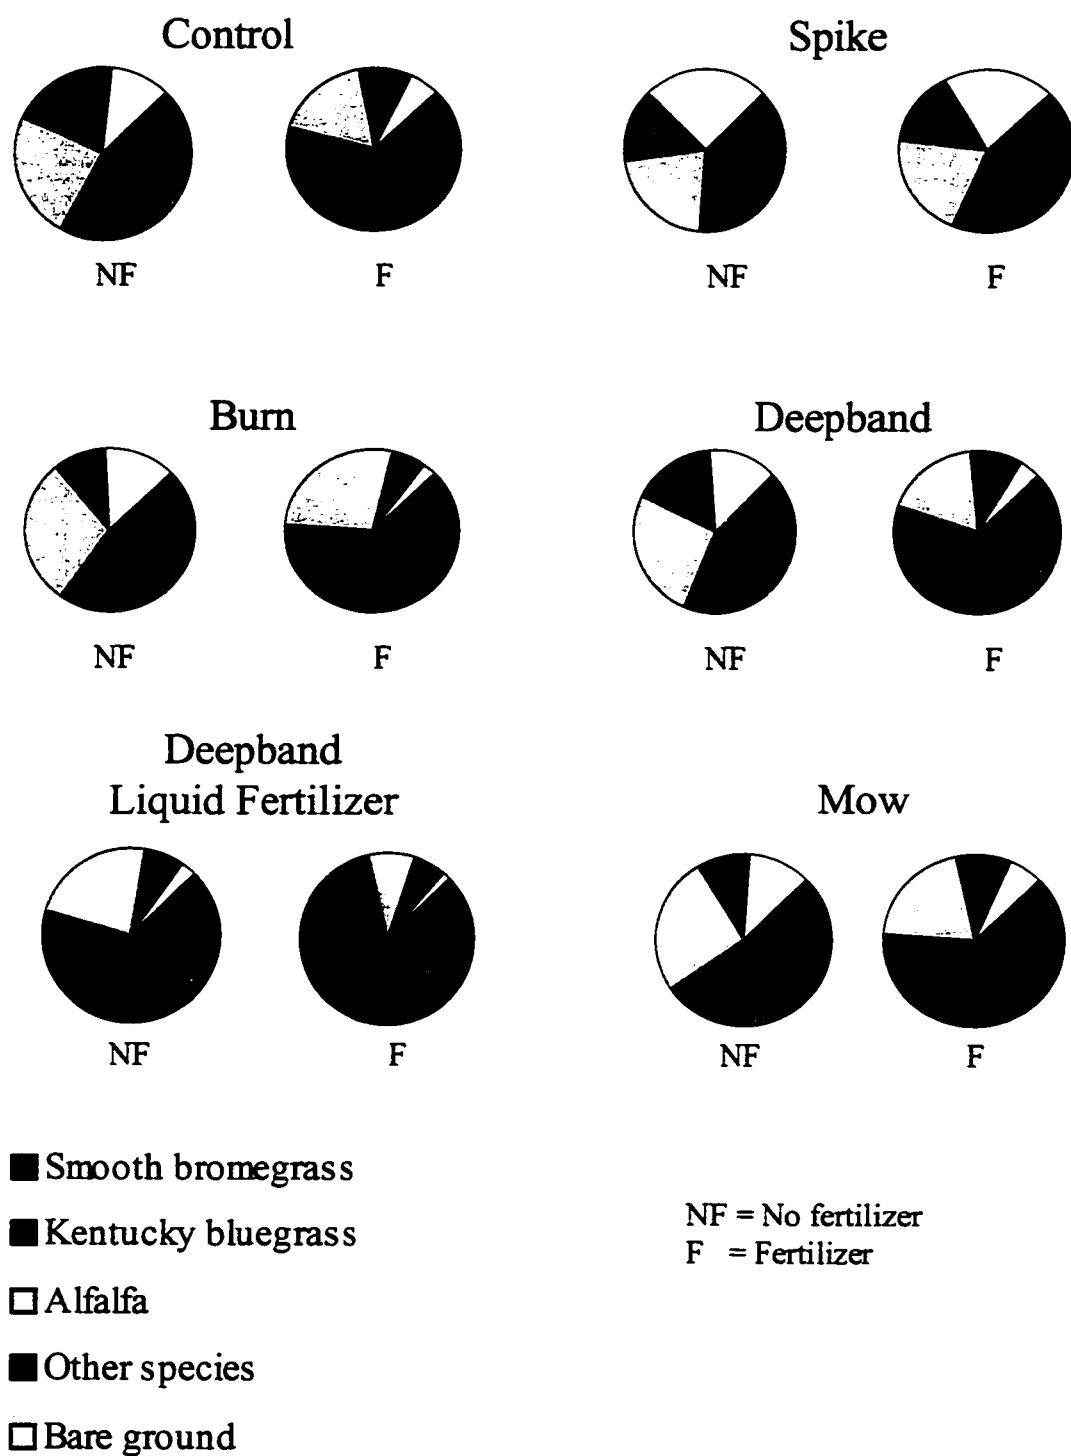 Control
NF
F
Spike
NF
F
Burn
NF
F
Deepband
NF
F
Deepband
Liquid Fertilizer
NF
F
Mow
NF
F
Smooth bromegrass
Kentucky bluegrass
Alfalfa
Other species
Bare ground
NF = No fertilizer
F = Fertilizer